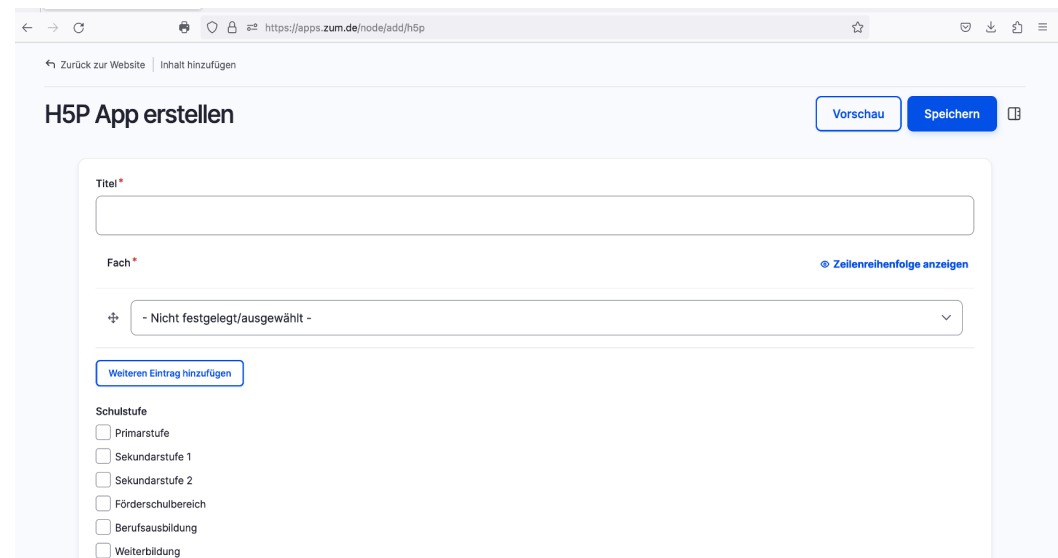 https://apps.zum.de/node/add/h5p
Zurück zur Website | Inhalt hinzufügen
H5P App erstellen
Vorschau
Speichern
Titel*
Fach*
Zeilenreihenfolge anzeigen
- Nicht festgelegt/ausgewählt -
Weiteren Eintrag hinzufügen
Schulstufe
Primarstufe
Sekundarstufe 1
Sekundarstufe 2
Förderschulbereich
Berufsausbildung
Weiterbildung